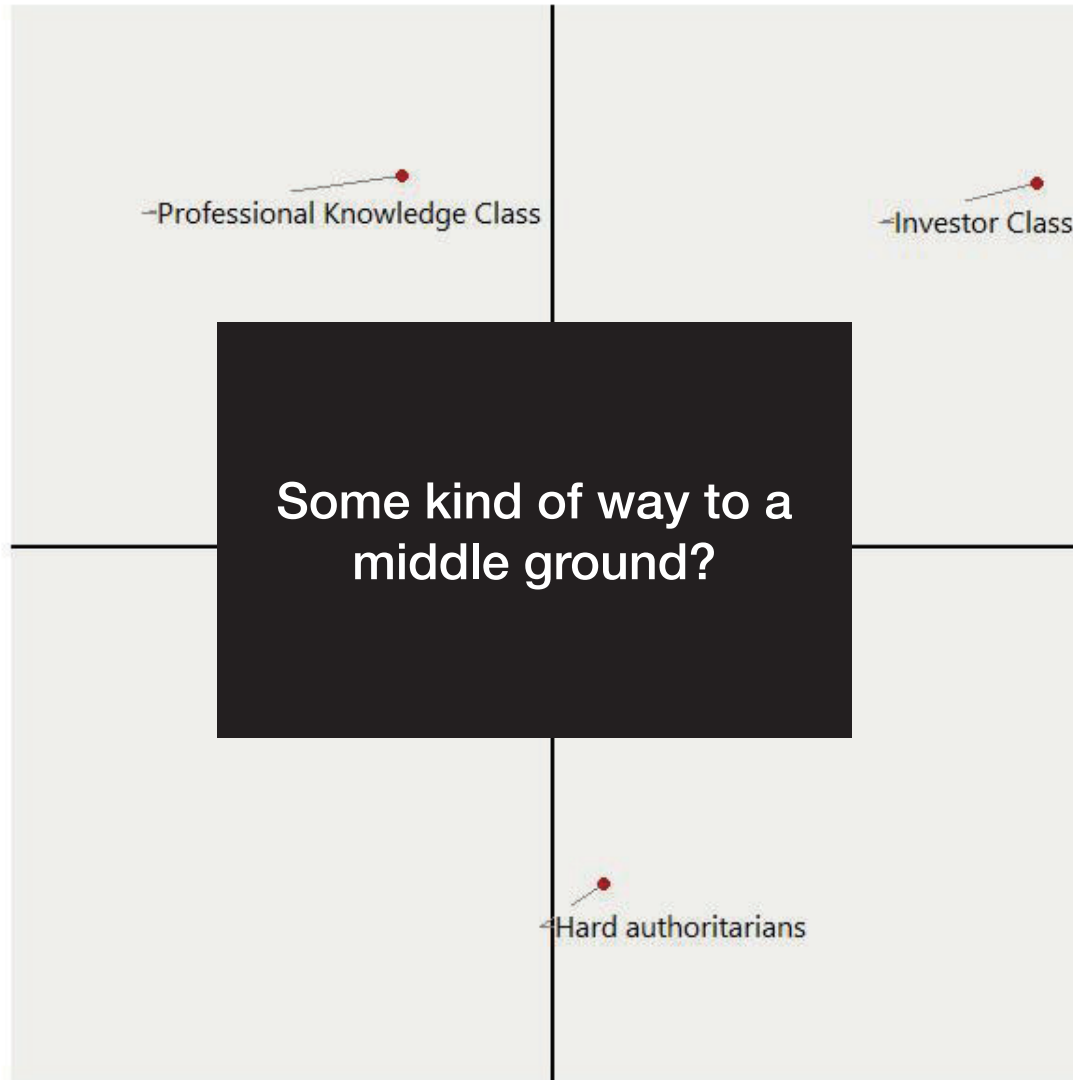 Professional Knowledge Class
Investor Class
Some kind of way to a
middle ground?
Hard authoritarians